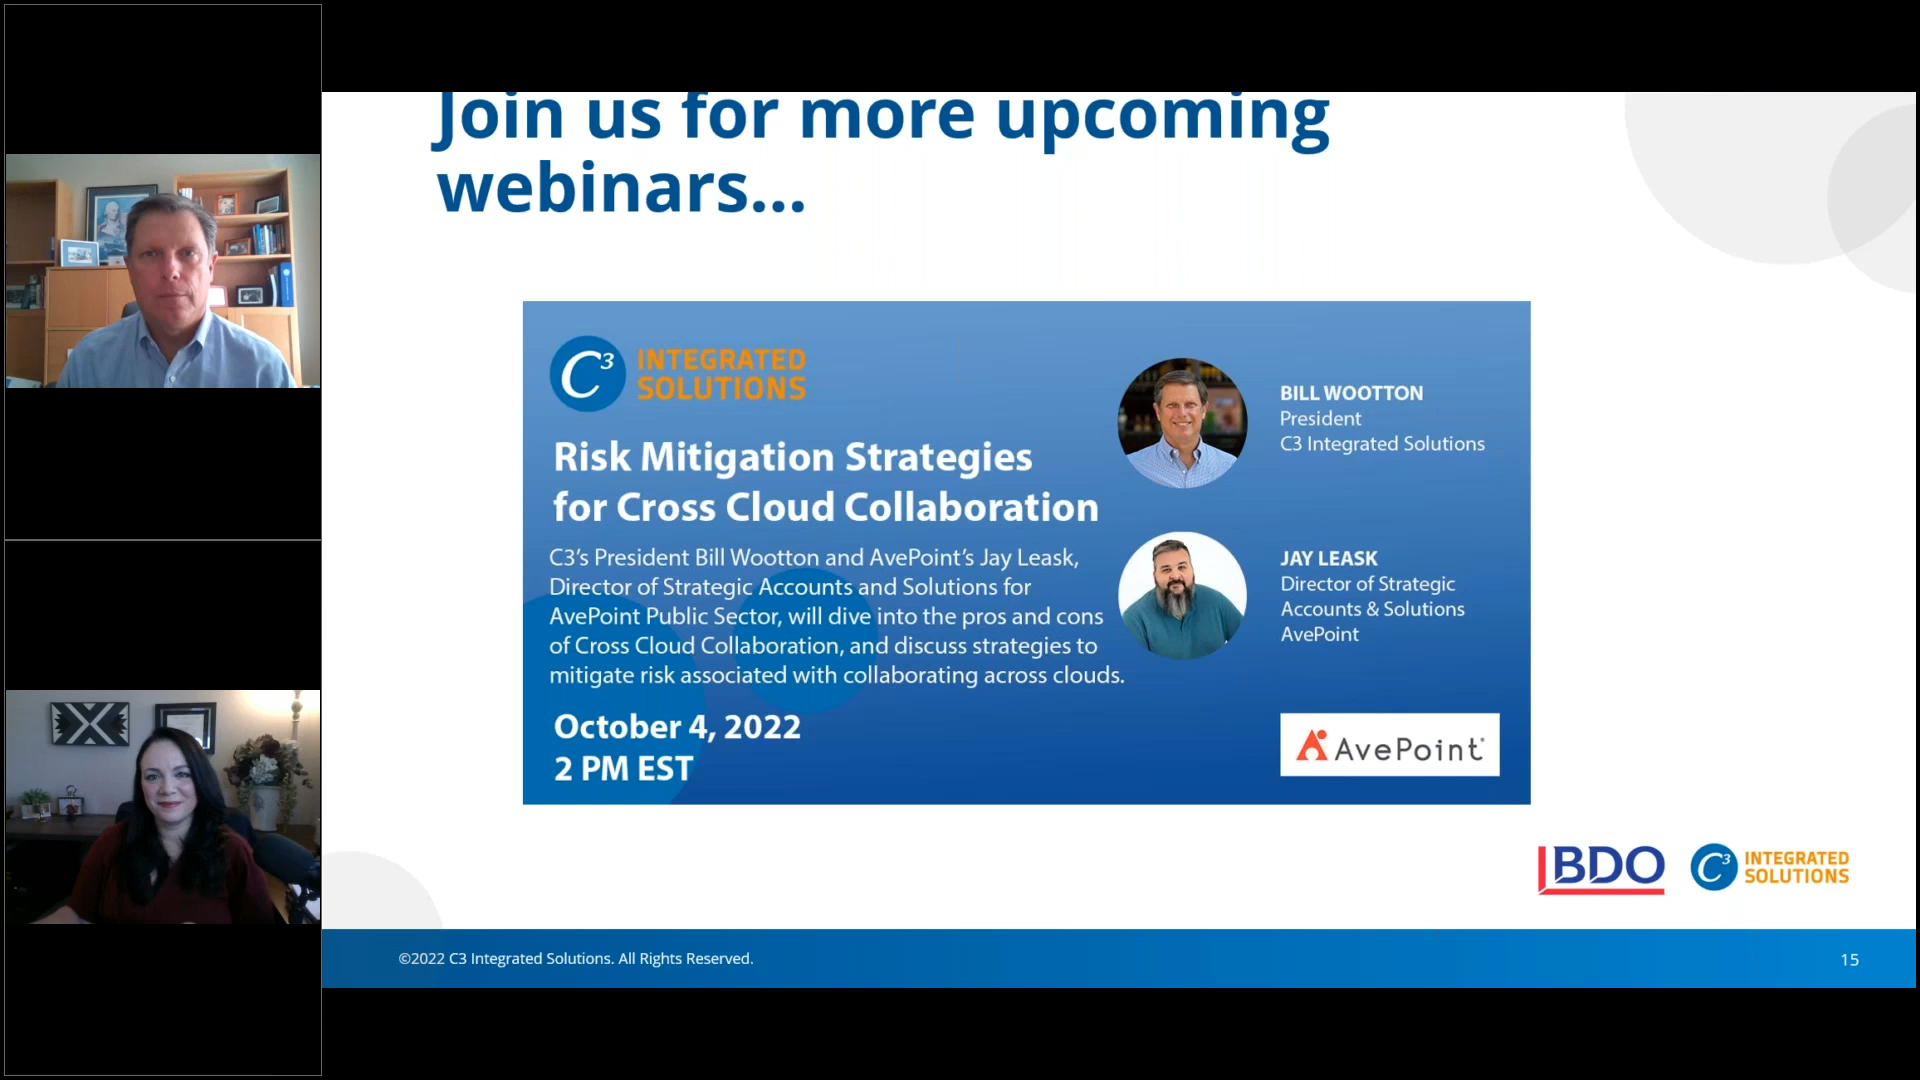 Join us for more upcoming
webinars...
C3
INTEGRATED
SOLUTIONS
Risk Mitigation Strategies
for Cross Cloud Collaboration
C3’s President Bill Wootton and AvePoint’s Jay Leask,
Director of Strategic Accounts and Solutions for
AvePoint Public Sector, will dive into the pros and cons
of Cross Cloud Collaboration, and discuss strategies to
mitigate risk associated with collaborating across clouds.
October 4, 2022
2 PM EST
BILL WOOTTON
President
C3 Integrated Solutions
JAY LEASK
Director of Strategic
Accounts & Solutions
AvePoint
AvePoint
BDO
C3
INTEGRATED
SOLUTIONS
©2022 C3 Integrated Solutions. All Rights Reserved.
15